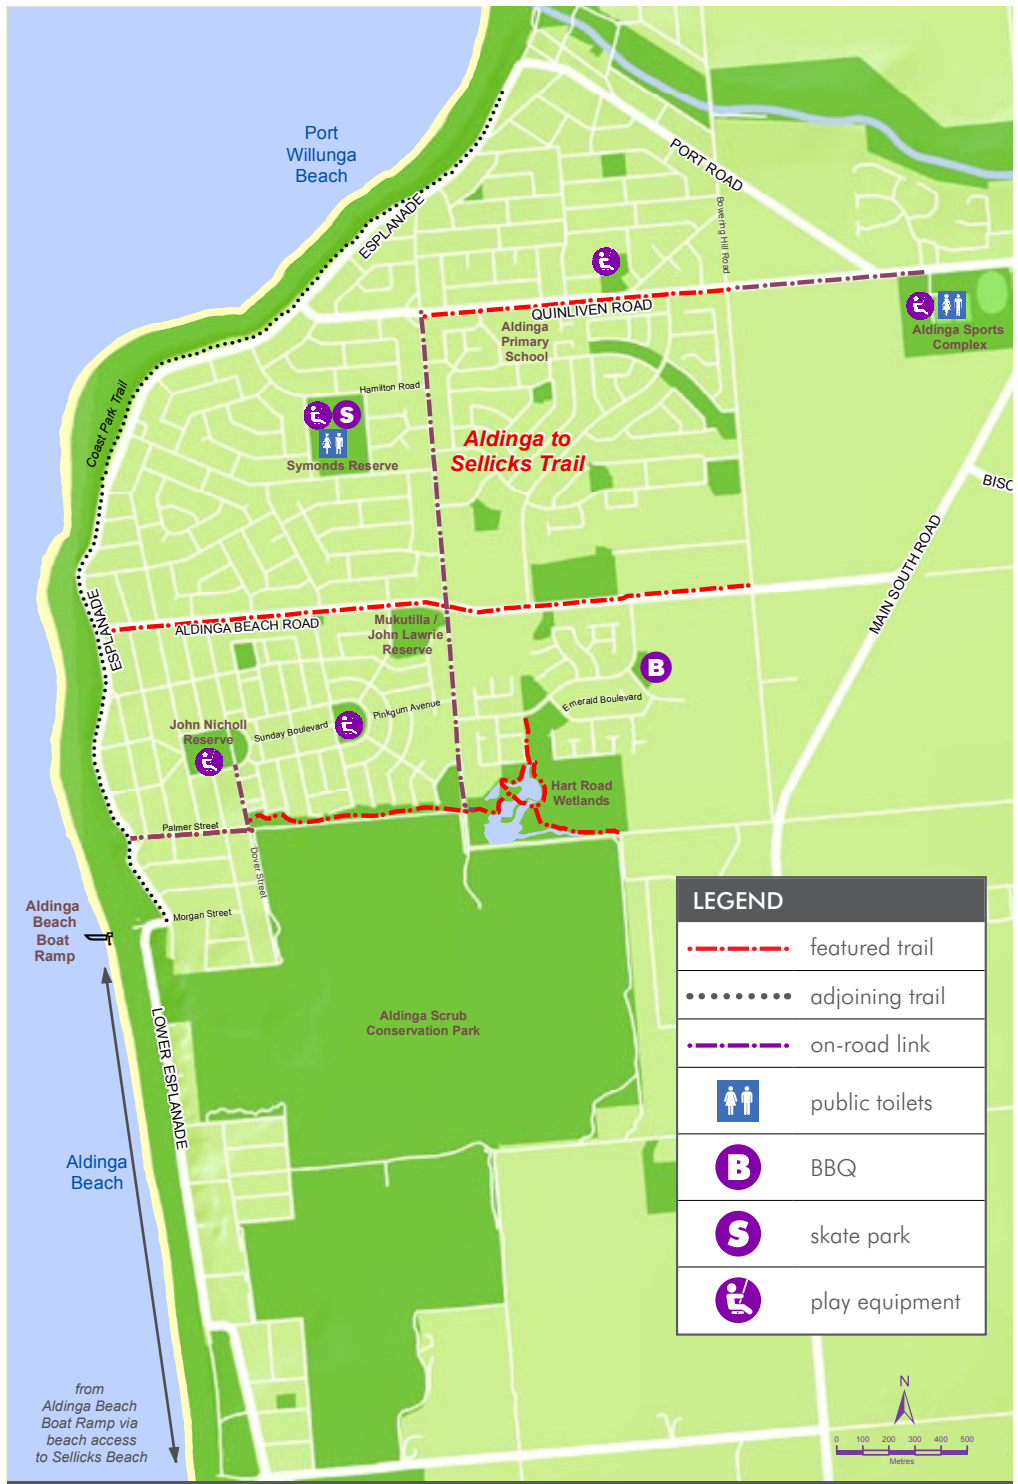 Port
Willunga
Beach
PORT ROAD
ESPLANADE
Bowering Hill Road
QUINLIVEN ROAD
Aldinga
Primary
School
Aldinga Sports
Complex
Hamilton Road
Coast Park Trail
Symonds Reserve
S
Aldinga to
Sellicks Trail
BISC
MAIN SOUTH ROAD
ESPLANADE
ALDINGA BEACH ROAD
Mukutilla /
John Lawrie
Reserve
B
Emerald Boulevard
Pinkgum Avenue
Sunday Boulevard
John Nicholl
Reserve
Hart Road
Wetlands
Palmer Street
Dover Street
Morgan Street
Aldinga
Beach
Boat
Ramp
LOWER ESPLANADE
Aldinga Scrub
Conservation Park
Aldinga
Beach
from
Aldinga Beach
Boat Ramp via
beach access
to Sellicks Beach
LEGEND
featured trail
adjoining trail
on-road link
public toilets
B BBQ
S skate park
play equipment
N
0 100 200 300 400 500
Metres